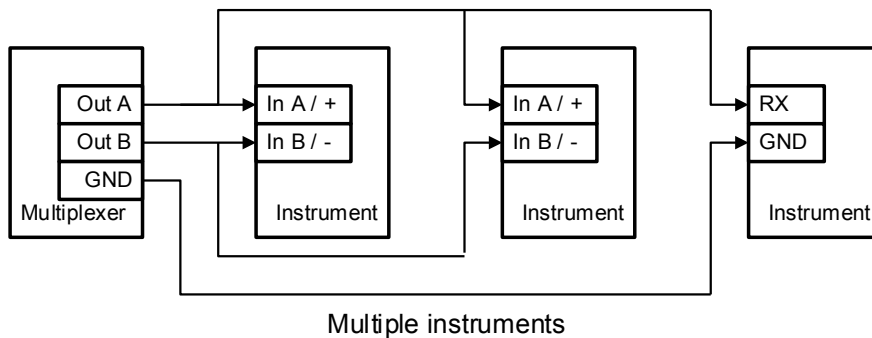 Out A
Out B
GND
Multiplexer
In A / +
In B / -
Instrument
In A / +
In B / -
Instrument
RX
GND
Instrument
Multiple instruments